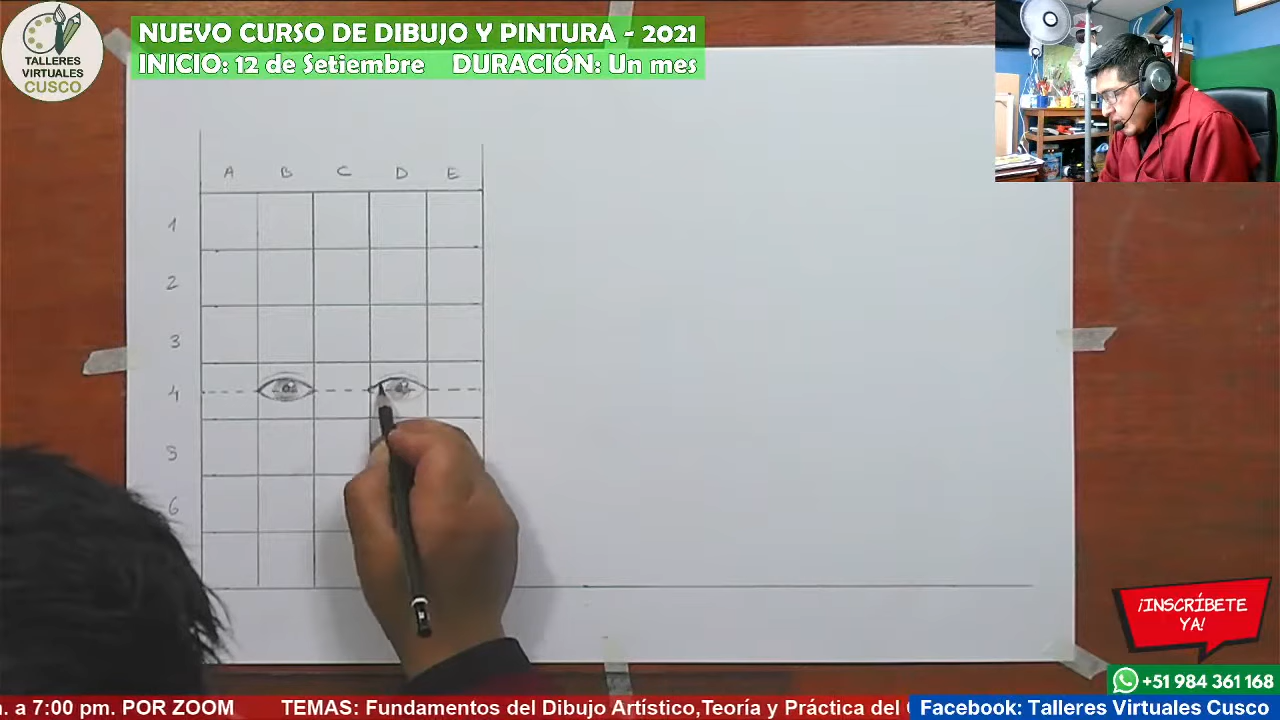 TALLERES
VIRTUALES
CUSCO
NUEVO CURSO DE DIBUJO Y PINTURA - 2021
INICIO: 12 de Setiembre DURACIÓN: Un mes
A B C D E
1
2
3
4
5
6
¡INSCRÍBETE
YA!
+51 984 361 168
a 7:00 pm. POR ZOOM TEMAS: Fundamentos del Dibujo Artístico,Teoría y Práctica del
Facebook: Talleres Virtuales Cusco